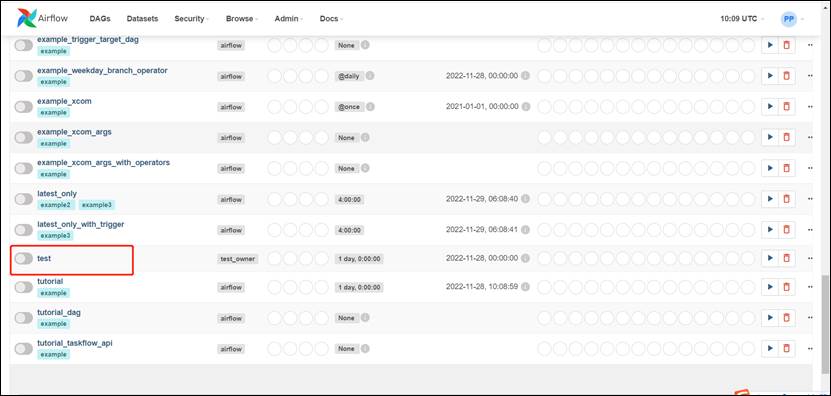 Airflow DAGs Datasets Security Browse Admin Docs 10:09 UTC PP
example_trigger_target_dag airflow None
example
example_weekday_branch_operator airflow @daily 2022-11-28, 00:00:00
example
example_xcom airflow @once 2021-01-01, 00:00:00
example
example_xcom_args airflow None
example
example_xcom_args_with_operators airflow None
example
latest_only airflow 4:00:00 2022-11-29, 06:08:40
example2 example3
latest_only_with_trigger airflow 4:00:00 2022-11-29, 06:08:41
example3
test test_owner 1 day, 0:00:00 2022-11-28, 00:00:00
tutorial airflow 1 day, 0:00:00 2022-11-28, 10:08:59
example
tutorial_dag airflow None
example
tutorial_taskflow_api airflow None
example